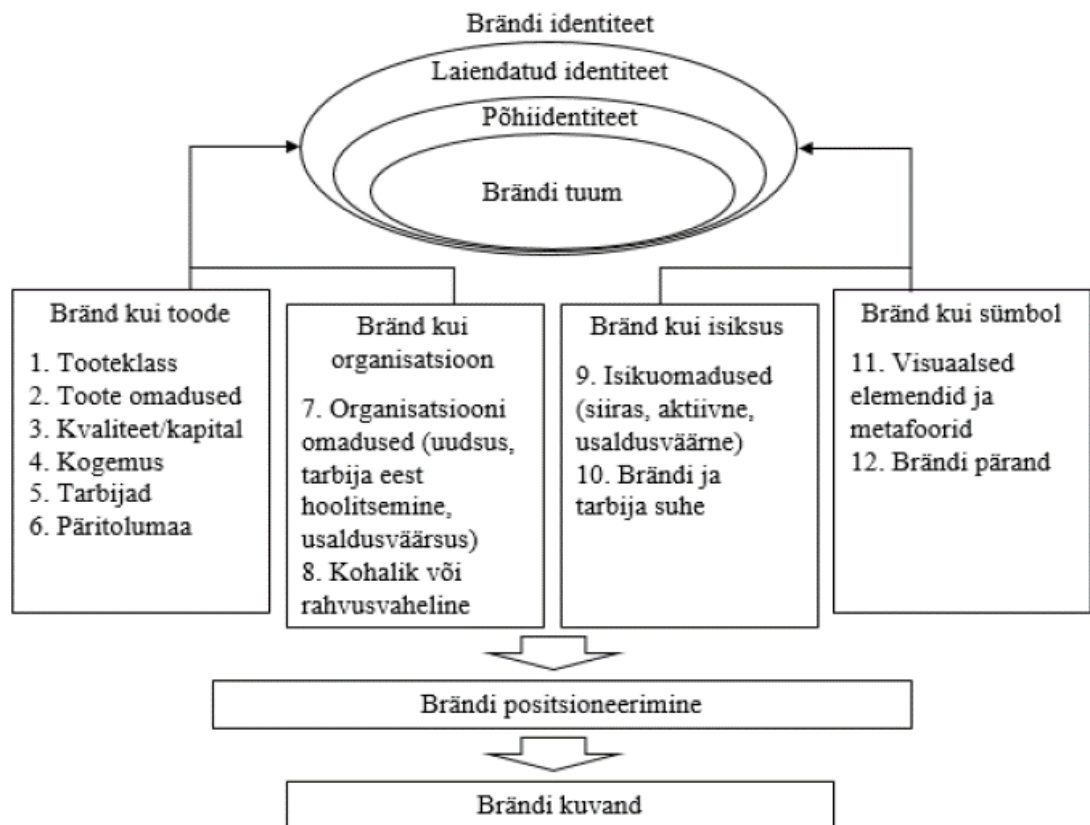 Brändi identiteet
Laiendatud identiteet
Põhiidentiteet
Brändi tuum
Bränd kui toode
1. Tooteklass
2. Toote omadused
3. Kvaliteet/kapital
4. Kogemus
5. Tarbijad
6. Päritolumaa
Bränd kui
organisatsioon
7. Organisatsiooni
omadused (uudsus,
tarbija eest
hoolitsemine,
usaldusväärsus)
8. Kohalik või
rahvusvaheline
Bränd kui isiksus
9. Isikuomadused
(siiras, aktiivne,
usaldusväärne)
10. Brändi ja
tarbija suhe
Bränd kui sümbol
11. Visuaalsed
elemendid ja
metafoorid
12. Brändi pärand
Brändi positsioneerimine
Brändi kuvand